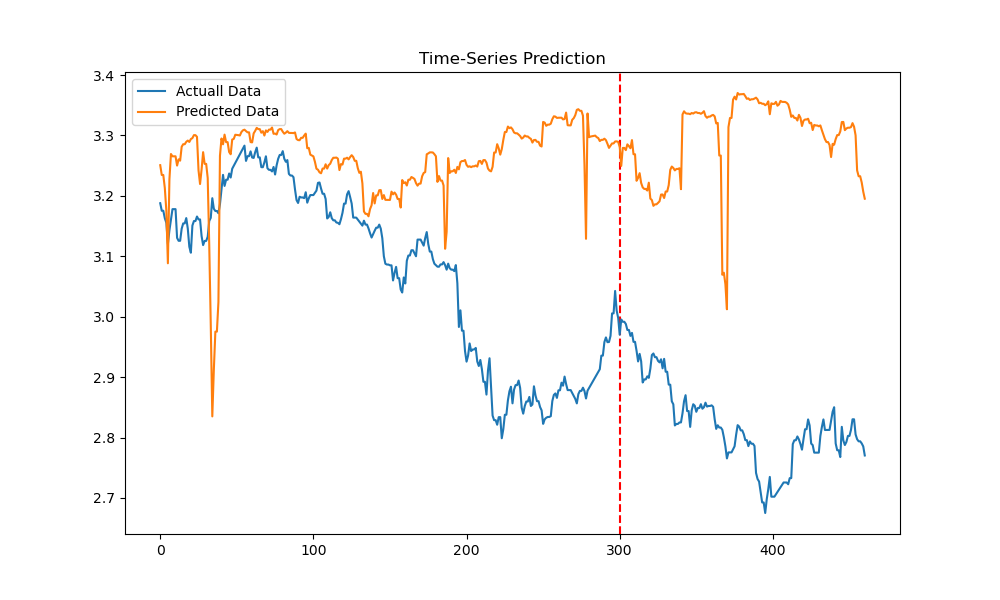 Time-Series Prediction
Actuall Data
Predicted Data
3.4
3.3
3.2
3.1
3.0
2.9
2.8
2.7
0 100 200 300 400